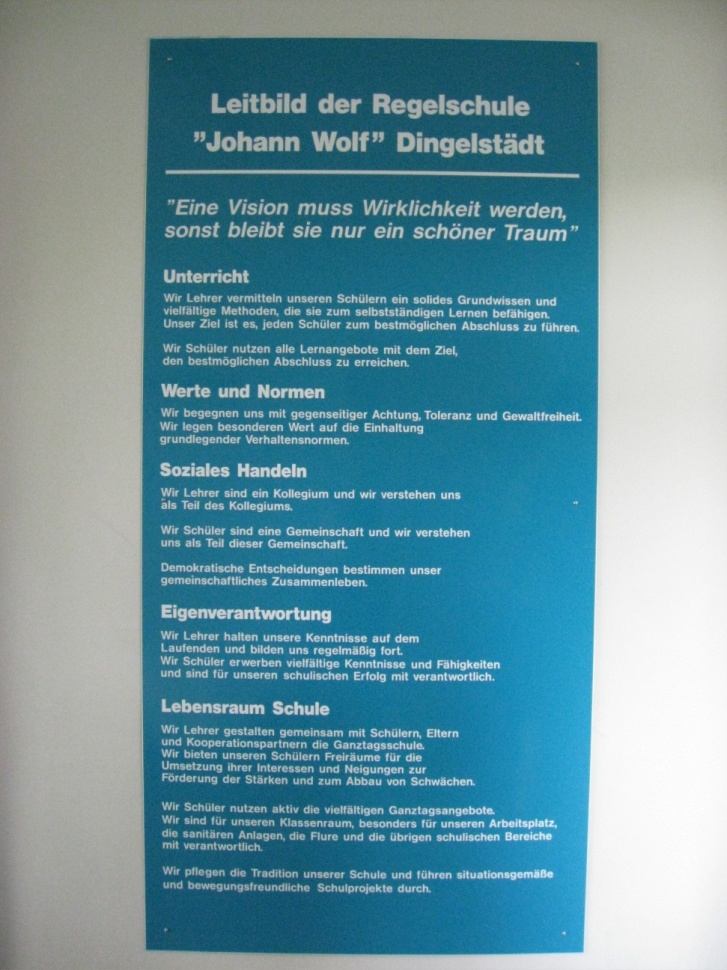 Leitbild der Regelschule
"Johann Wolf" Dingelstädt
"Eine Vision muss Wirklichkeit werden,
sonst bleibt sie nur ein schöner Traum"
Unterricht
Wir Lehrer vermitteln unseren Schülern ein solides Grundwissen und
vielfältige Methoden, die sie zum selbstständigen Lernen befähigen.
Unser Ziel ist es, jeden Schüler zum bestmöglichen Abschluss zu führen.
Wir Schüler nutzen alle Lernangebote mit dem Ziel,
den bestmöglichen Abschluss zu erreichen.
Werte und Normen
Wir begegnen uns mit gegenseitiger Achtung, Toleranz und Gewaltfreiheit.
Wir legen besonderen Wert auf die Einhaltung
grundlegender Verhaltensnormen.
Soziales Handeln
Wir Lehrer sind ein Kollegium und wir verstehen uns
als Teil des Kollegiums.
Wir Schüler sind eine Gemeinschaft und wir verstehen
uns als Teil dieser Gemeinschaft.
Demokratische Entscheidungen bestimmen unser
gemeinschaftliches Zusammenleben.
Eigenverantwortung
Wir Lehrer halten unsere Kenntnisse auf dem
Laufenden und bilden uns regelmäßig fort.
Wir Schüler erwerben vielfältige Kenntnisse und Fähigkeiten
und sind für unseren schulischen Erfolg mit verantwortlich.
Lebensraum Schule
Wir Lehrer gestalten gemeinsam mit Schülern, Eltern
und Kooperationspartnern die Ganztagsschule.
Wir bieten unseren Schülern Freiräume für die
Umsetzung ihrer Interessen und Neigungen zur
Förderung der Stärken und zum Abbau von Schwächen.
Wir Schüler nutzen aktiv die vielfältigen Ganztagsangebote.
Wir sind für unseren Klassenraum, besonders für unseren Arbeitsplatz,
die sanitären Anlagen, die Flure und die übrigen schulischen Bereiche
mit verantwortlich.
Wir pflegen die Tradition unserer Schule und führen situationsgemäße
und bewegungsfreundliche Schulprojekte durch.